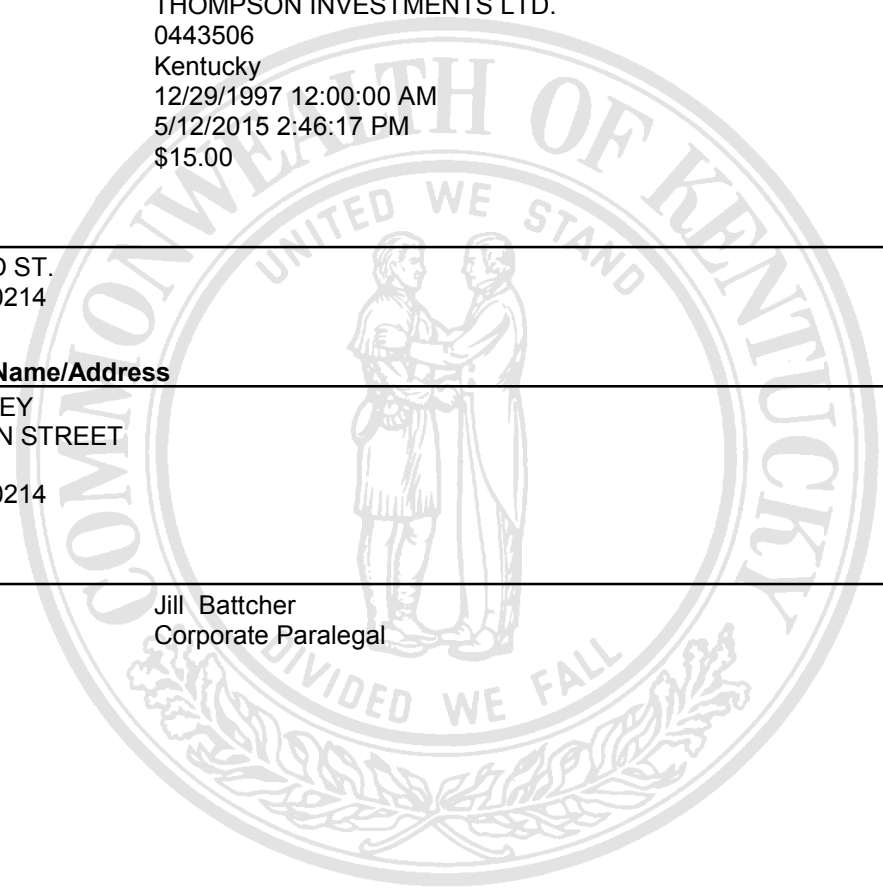 THOMPSON INVESTMENTS LTD.
0443506
Kentucky
12/29/1997 12:00:00 AM
5/12/2015 2:46:17 PM
$15.00
COMMONWEALTH OF KENTUCKY
UNITED WE STAND
ST.
0214
Name/Address
EY
N STREET
0214
Jill Battcher
Corporate Paralegal
DIVIDED WE FALL